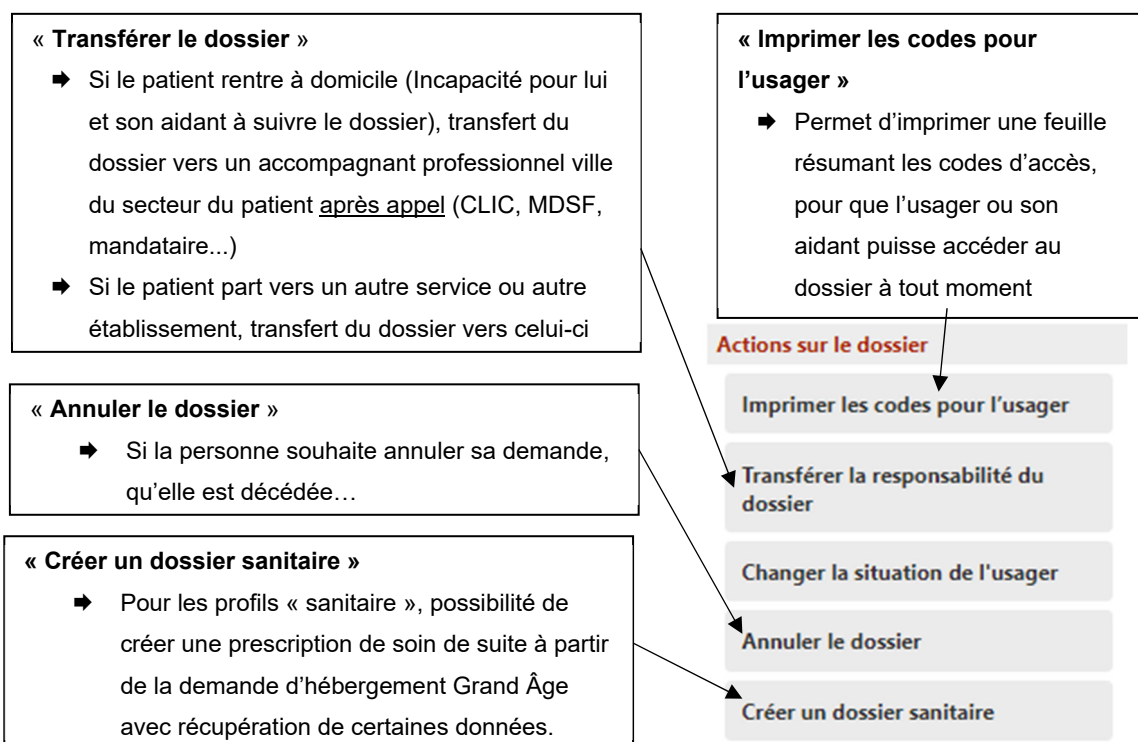 « Transférer le dossier »
➨ Si le patient rentre à domicile (Incapacité pour lui
et son aidant à suivre le dossier), transfert du
dossier vers un accompagnant professionnel ville
du secteur du patient après appel (CLIC, MDSF,
mandataire...)
➨ Si le patient part vers un autre service ou autre
établissement, transfert du dossier vers celui-ci
« Imprimer les codes pour
l’usager »
➨ Permet d’imprimer une feuille
résumant les codes d’accès,
pour que l’usager ou son
aidant puisse accéder au
dossier à tout moment
« Annuler le dossier »
➨ Si la personne souhaite annuler sa demande,
qu’elle est décédée…
« Créer un dossier sanitaire »
➨ Pour les profils « sanitaire », possibilité de
créer une prescription de soin de suite à partir
de la demande d’hébergement Grand Âge
avec récupération de certaines données.
Actions sur le dossier
Imprimer les codes pour l’usager
Transférer la responsabilité du
dossier
Changer la situation de l'usager
Annuler le dossier
Créer un dossier sanitaire